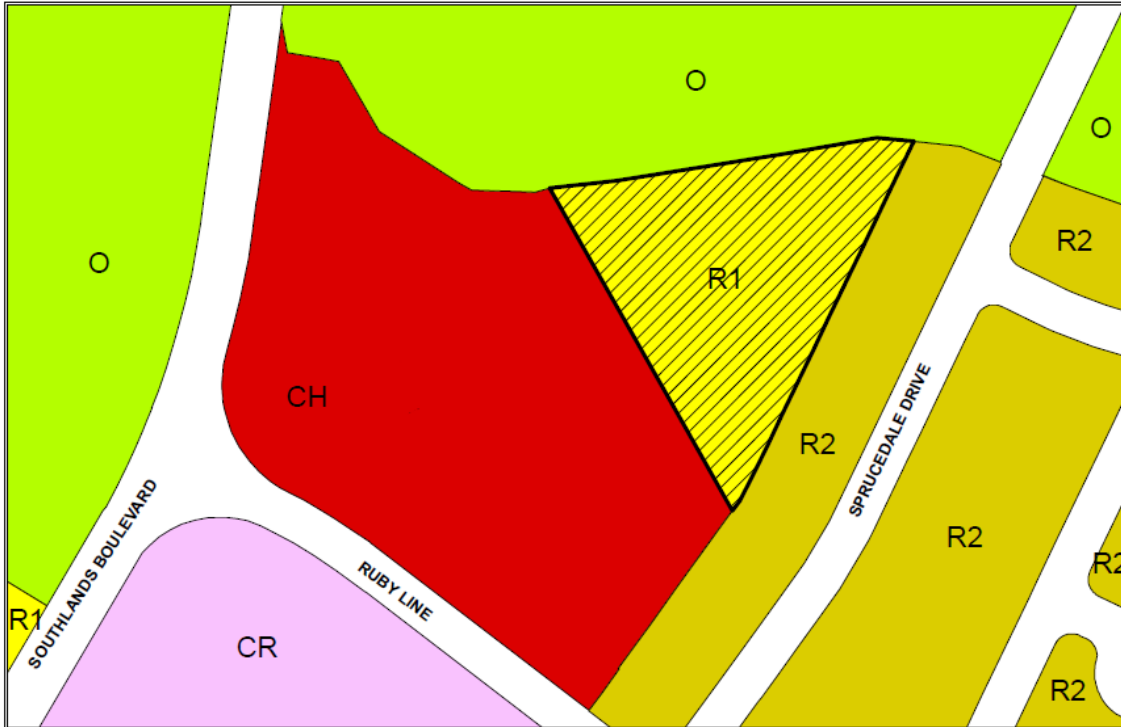 O
O
O
R2
O
R1
CH
SPRUCEDALE DRIVE
R2
SOUTHLANDS BOULEVARD
R2
R2
RUBY LINE
R1
CR
R2